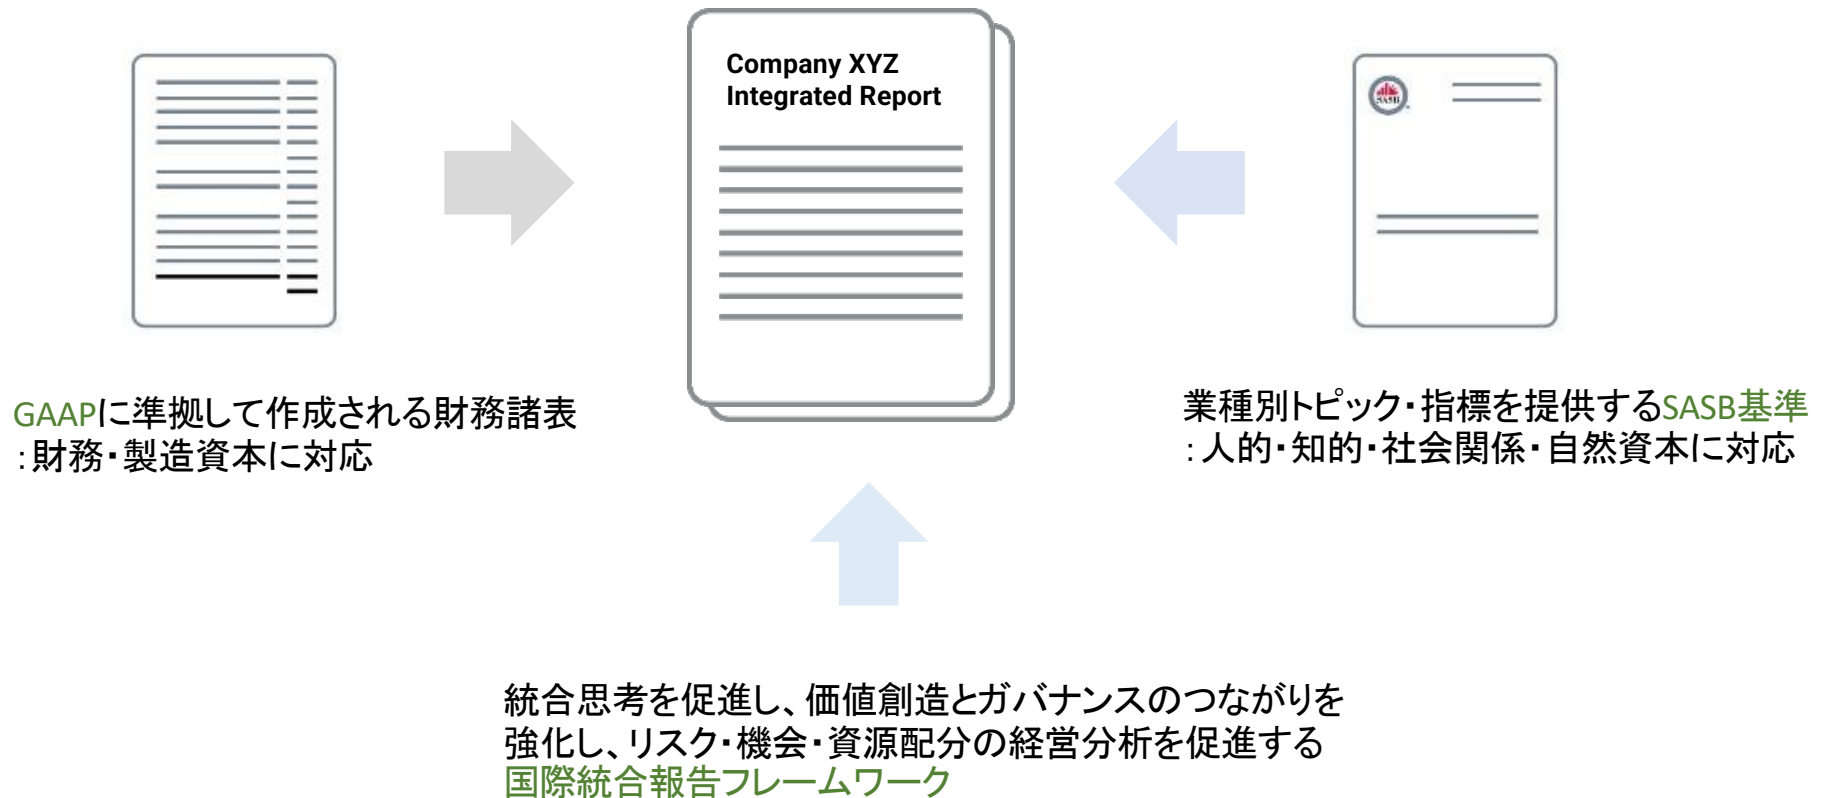 Company XYZ
Integrated Report
SASB
GAAPに準拠して作成される財務諸表
:財務・製造資本に対応
業種別トピック・指標を提供するSASB基準
:人的・知的・社会関係・自然資本に対応
統合思考を促進し、価値創造とガバナンスのつながりを
強化し、リスク・機会・資源配分の経営分析を促進する
国際統合報告フレームワーク